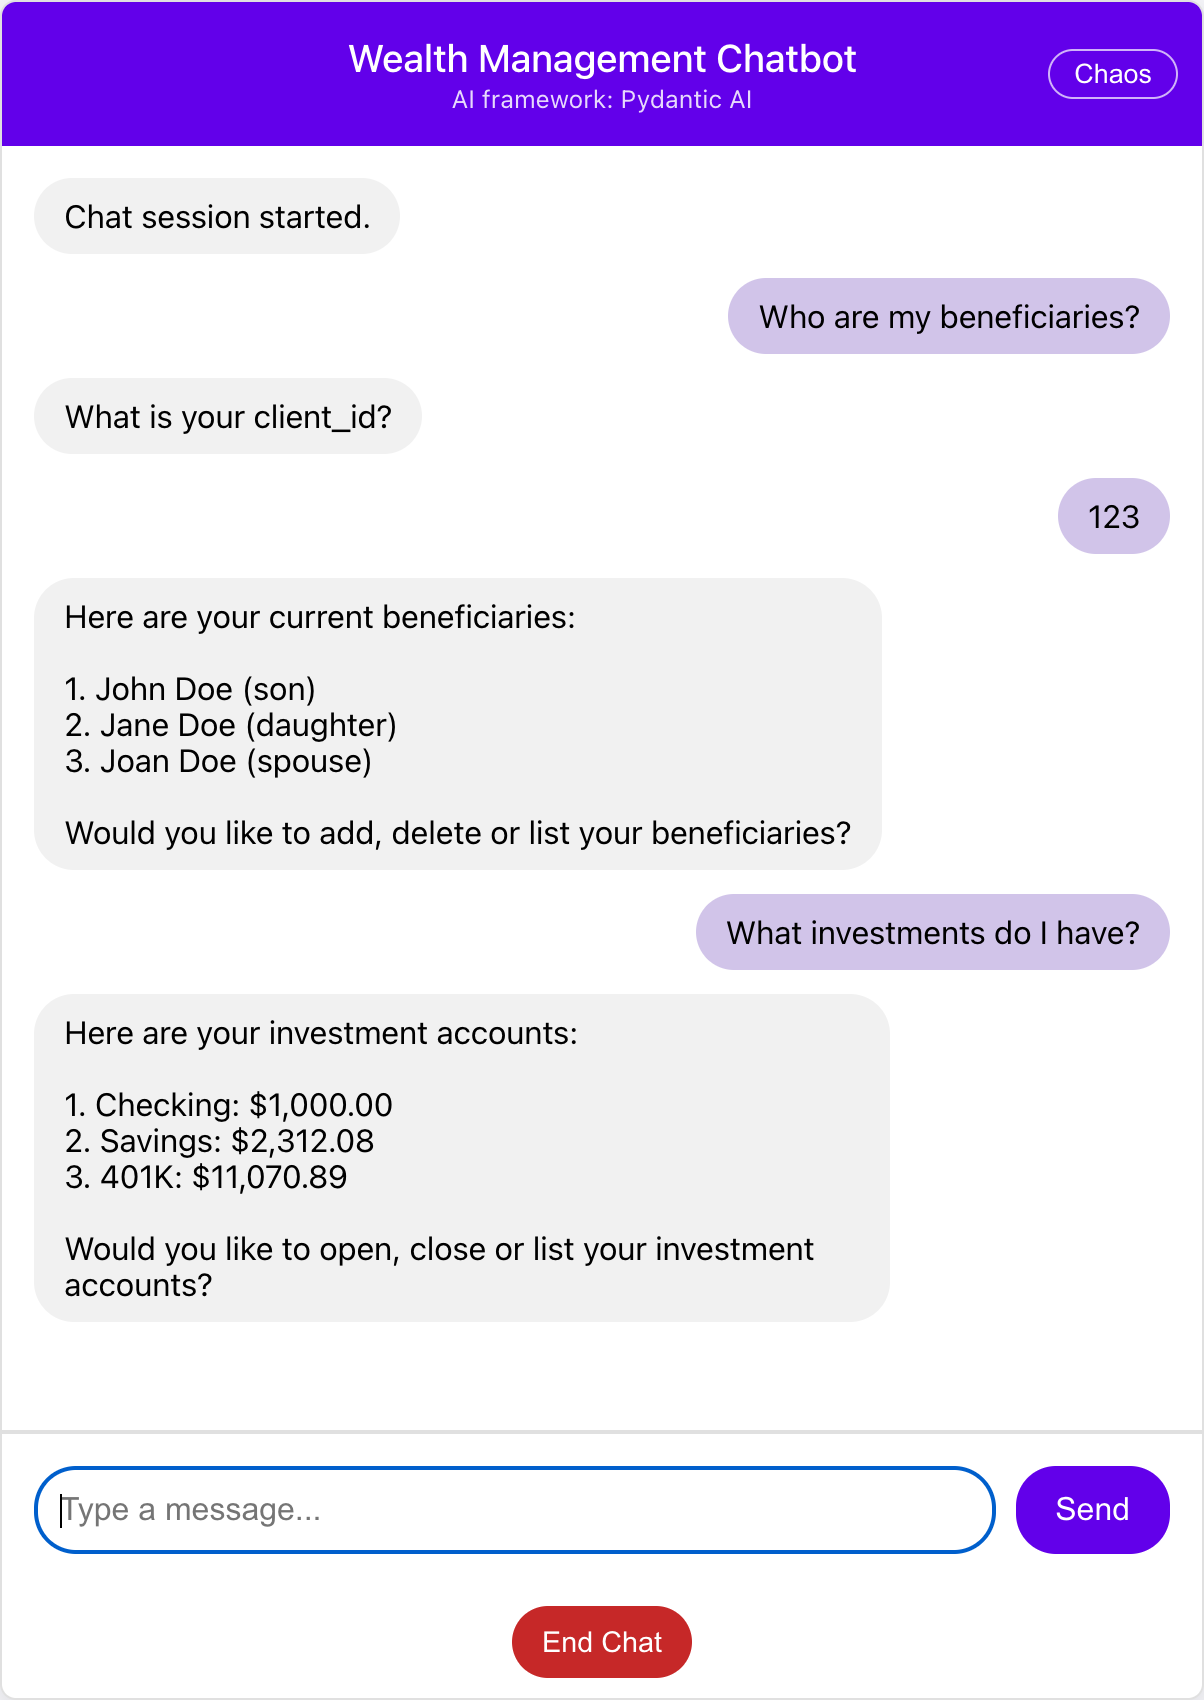 Wealth Management Chatbot
AI framework: Pydantic AI
Chaos
Chat session started.
Who are my beneficiaries?
What is your client_id?
123
Here are your current beneficiaries:
1. John Doe (son)
2. Jane Doe (daughter)
3. Joan Doe (spouse)
Would you like to add, delete or list your beneficiaries?
What investments do I have?
Here are your investment accounts:
1. Checking: $1,000.00
2. Savings: $2,312.08
3. 401K: $11,070.89
Would you like to open, close or list your investment
accounts?
Type a message...
Send
End Chat